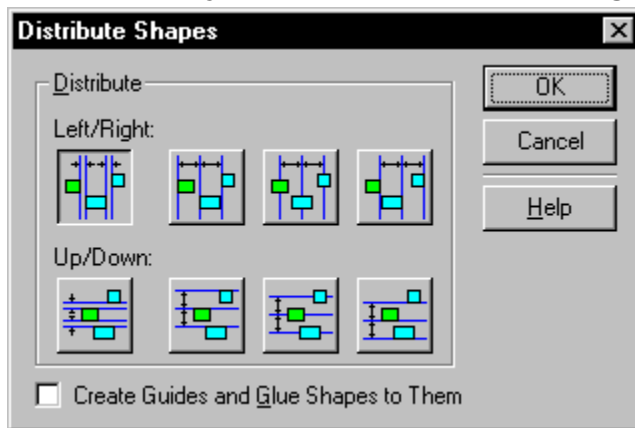 Distribute Shapes
Distribute
Left/Right:
Up/Down:
Create Guides and Glue Shapes to Them
OK
Cancel
Help